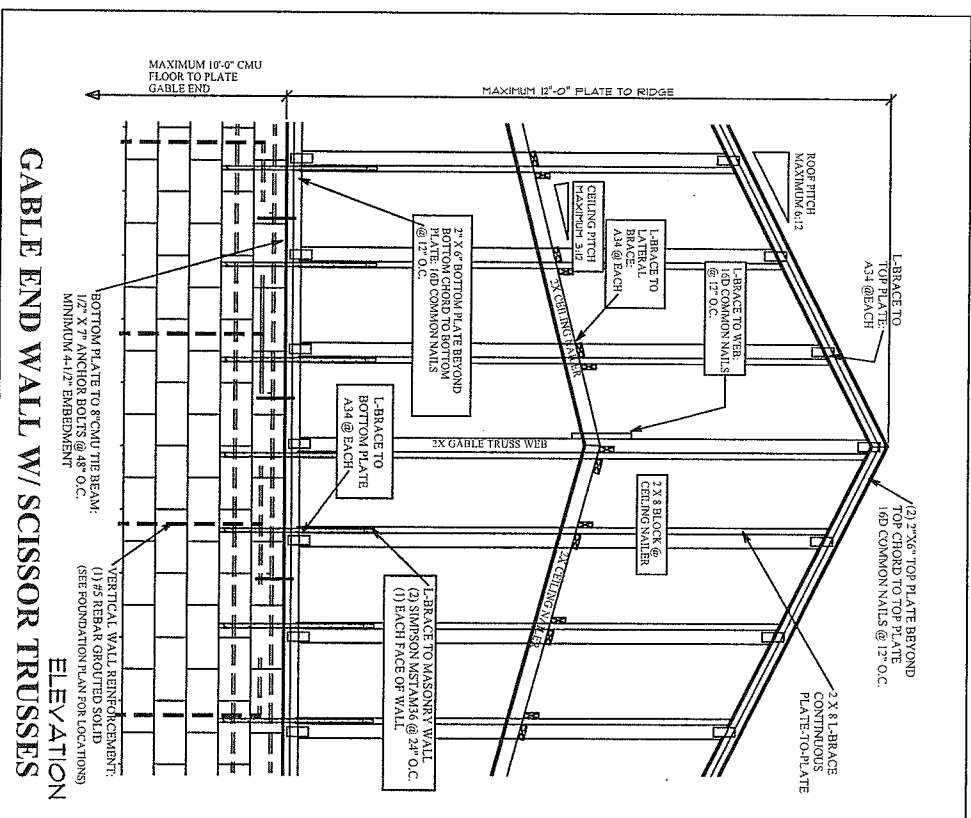 MAXIMUM 10'-0" CMU
FLOOR TO PLATE
GABLE END
MAXIMUM 12'-0" PLATE TO RIDGE
ROOF PITCH
MAXIMUM 6:12
L-BRACE TO
TOP PLATE:
A34 @EACH
CEILING PITCH
MAXIMUM 3:12
L-BRACE TO
LATERAL
BRACE:
A34 @ EACH
L-BRACE TO WEB:
16D COMMON NAILS
@ 12" O.C.
2" X 6" BOTTOM PLATE BEYOND
BOTTOM CHORD TO BOTTOM
PLATE: 16D COMMON NAILS
@ 12" O.C.
2X CEILING NAILER
2X GABLE TRUSS WEB
(2) 2"X6" TOP PLATE BEYOND
TOP CHORD TO TOP PLATE
16D COMMON NAILS @ 12" O.C.
2 X 8 BLOCK @
CEILING NAILER
2X CEILING NAILER
2 X 8 L-BRACE
CONTINUOUS
PLATE-TO-PLATE
L-BRACE TO
BOTTOM PLATE
A34 @ EACH
L-BRACE TO MASONRY WALL
(2) SIMPSON MSTAM36 @ 24" O.C.
(1) EACH FACE OF WALL
BOTTOM PLATE TO 8"CMU TIE BEAM:
1/2" X 7" ANCHOR BOLTS @ 48" O.C.
MINIMUM 4-1/2" EMBEDMENT
VERTICAL WALL REINFORCEMENT:
(1) #5 REBAR GROUTED SOLID
(SEE FOUNDATION PLAN FOR LOCATIONS)
ELEVATION
GABLE END WALL W/ SCISSOR TRUSSES